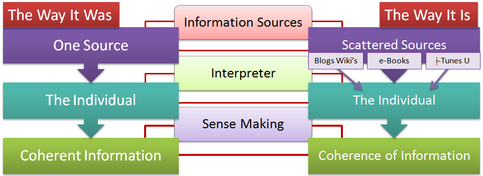 The Way It Was
Information Sources
The Way It Is
One Source
Scattered Sources
Blogs Wiki's
e-Books
i-Tunes U
Interpreter
The Individual
The Individual
Sense Making
Coherent Information
Coherence of Information